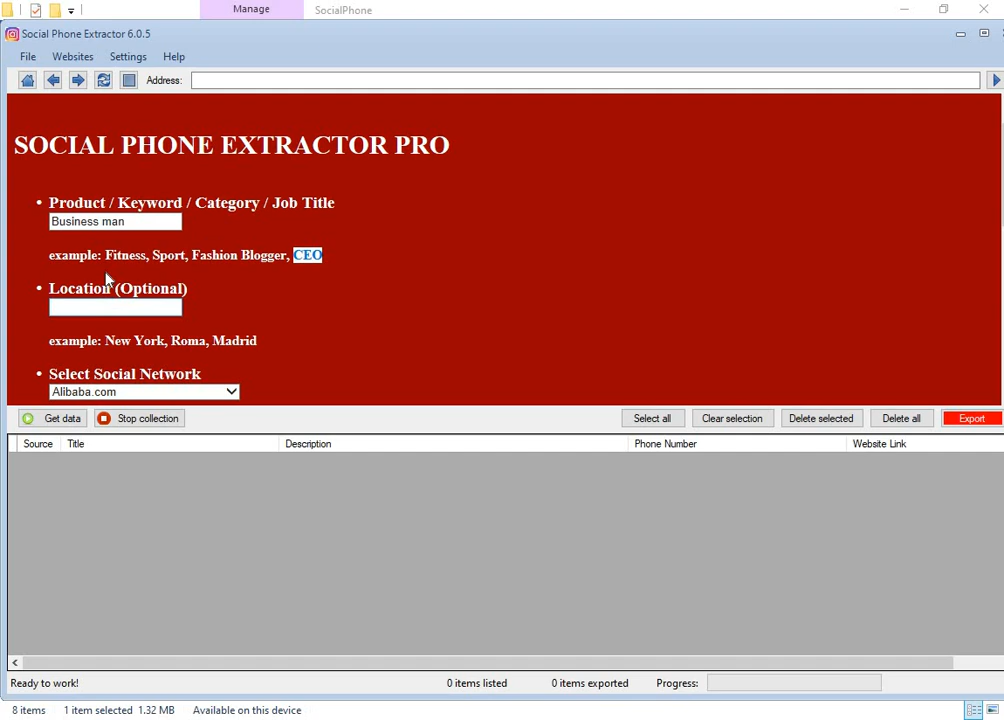 Manage SocialPhone
Social Phone Extractor 6.0.5
File Websites Settings Help
Address:
SOCIAL PHONE EXTRACTOR PRO
• Product / Keyword / Category / Job Title
Business man
example: Fitness, Sport, Fashion Blogger, CEO
• Location (Optional)
example: New York, Roma, Madrid
• Select Social Network
Alibaba.com
Get data Stop collection Select all Clear selection Delete selected Delete all Export
Source Title Description Phone Number Website Link
Ready to work! 0 items listed 0 items exported Progress:
8 items 1 item selected 1.32 MB Available on this device